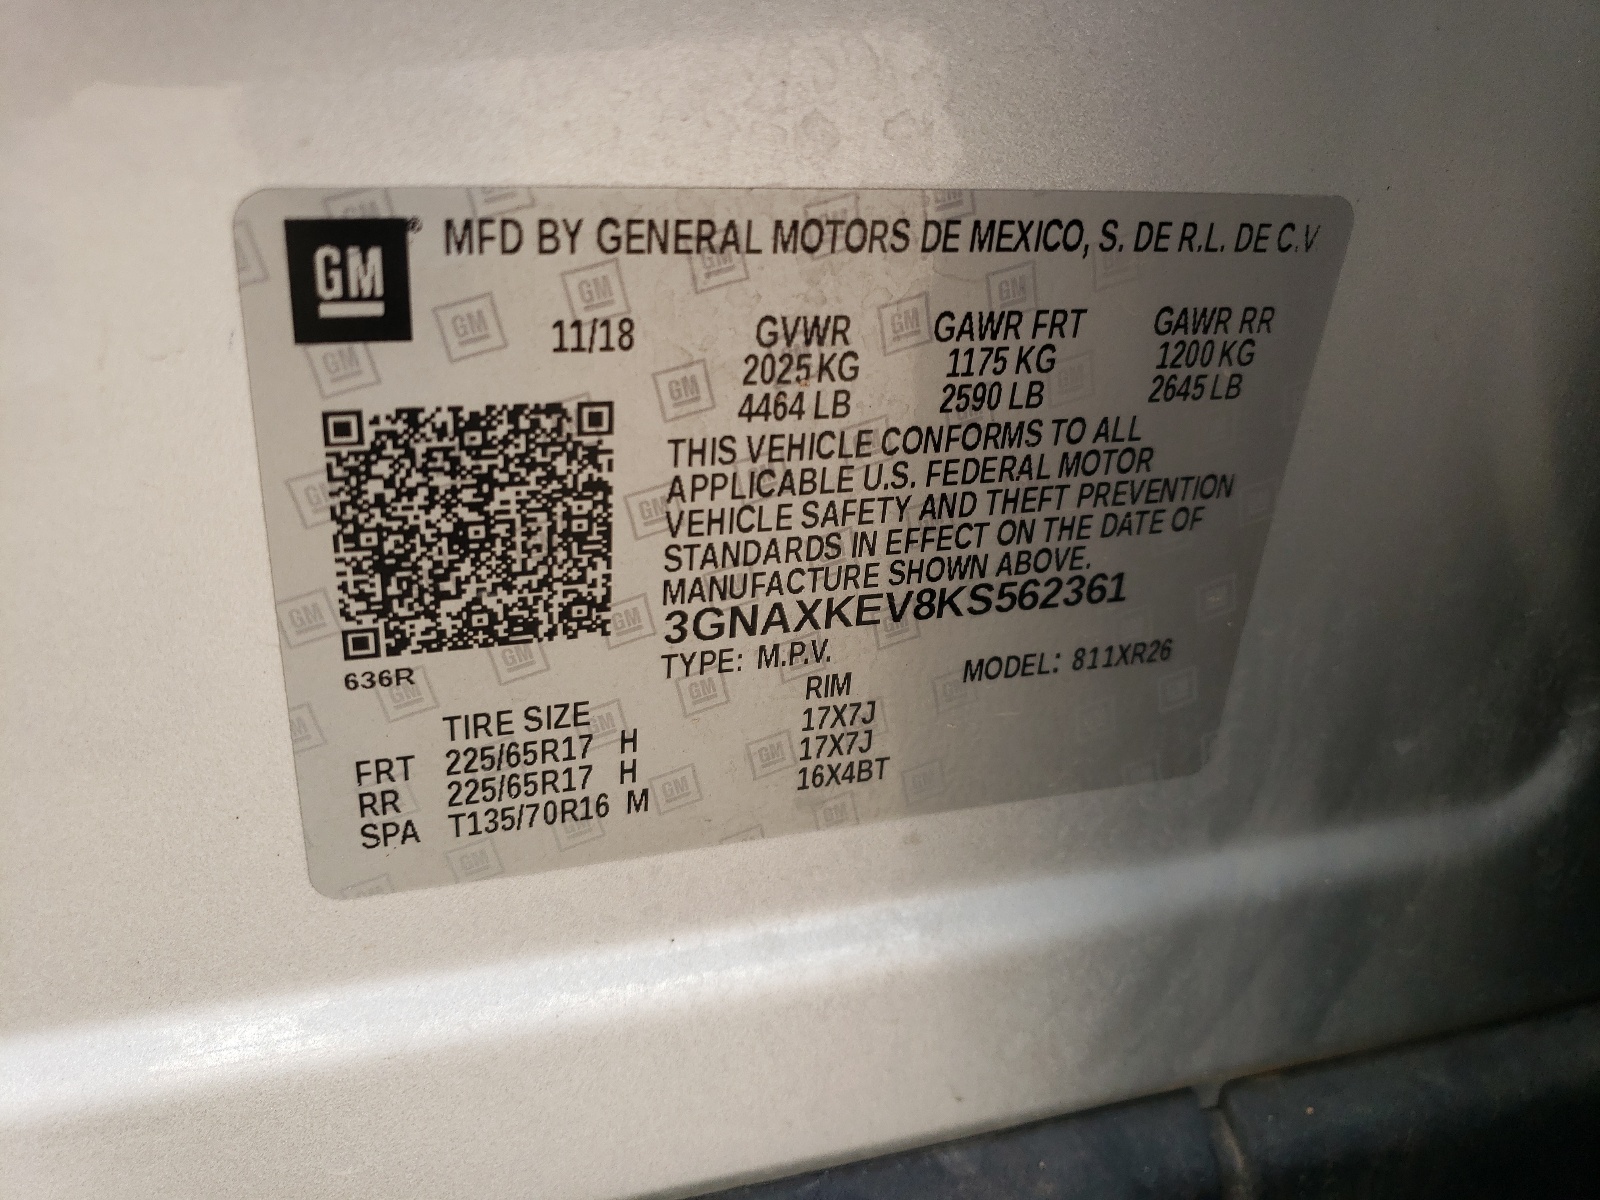 GM® MFD BY GENERAL MOTORS DE MEXICO, S. DE R.L. DE C.V
11/18 GVWR GAWR FRT GAWR RR
2025 KG 1175 KG 1200 KG
4464 LB 2590 LB 2645 LB
THIS VEHICLE CONFORMS TO ALL
APPLICABLE U.S. FEDERAL MOTOR
VEHICLE SAFETY AND THEFT PREVENTION
STANDARDS IN EFFECT ON THE DATE OF
MANUFACTURE SHOWN ABOVE.
3GNAXKEV8KS562361
636R
TYPE: M.P.V. MODEL: 811XR26
TIRE SIZE RIM
FRT 225/65R17 H 17X7J
RR 225/65R17 H 17X7J
SPA T135/70R16 M 16X4BT